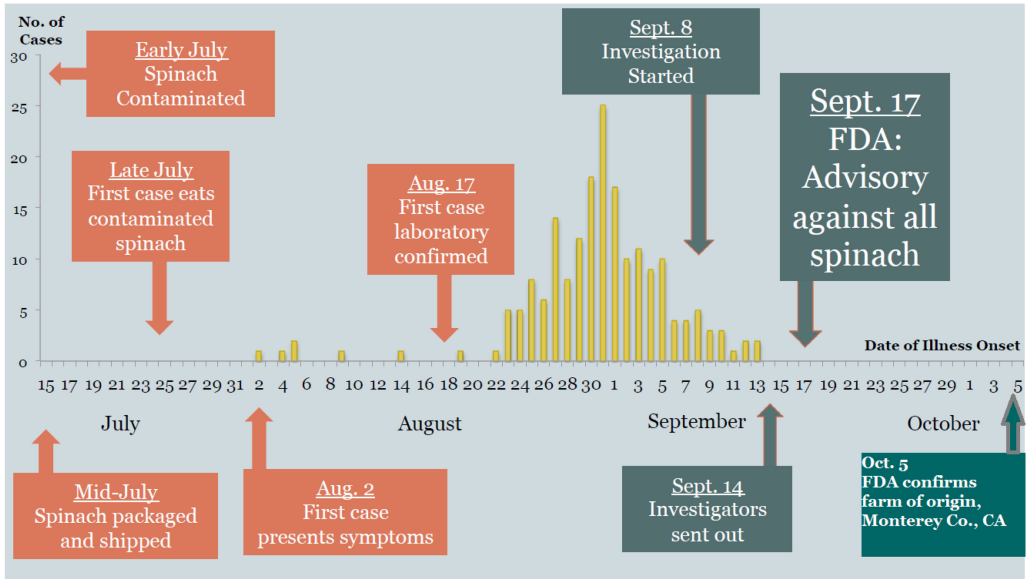 No. of
Cases
Early July
Spinach
Contaminated
Late July
First case eats
contaminated
spinach
Aug. 17
First case
laboratory
confirmed
Sept. 8
Investigation
Started
Sept. 17
FDA:
Advisory
against all
spinach
30
25
20
15
10
5
0
Date of Illness Onset
15 17 19 21 23 25 27 29 31 2 4 6 8 10 12 14 16 18 20 22 24 26 28 30 1 3 5 7 9 11 13 15 17 19 21 23 25 27 29 1 3 5
July August September October
Mid-July
Spinach packaged
and shipped
Aug. 2
First case
presents symptoms
Sept. 14
Investigators
sent out
Oct. 5
FDA confirms
farm of origin,
Monterey Co., CA